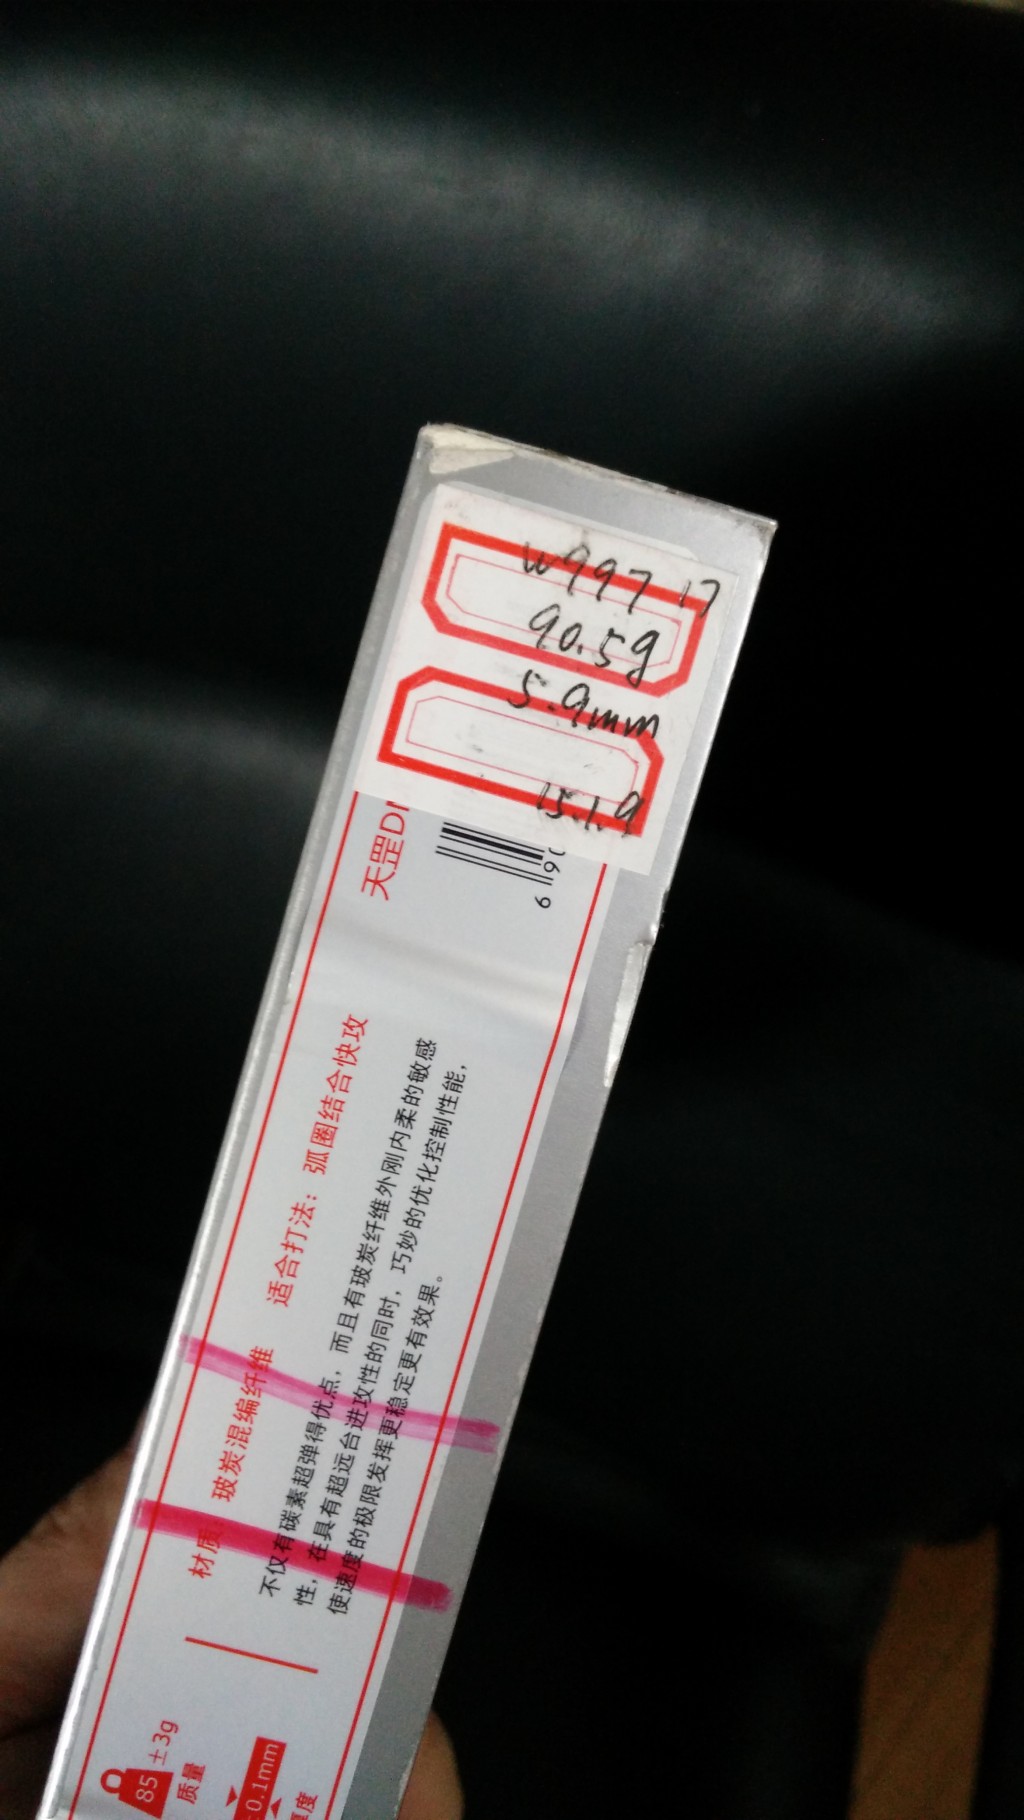 W997 17
90.5g
5.9mm
15.1.9
天罡DI
6 90
材质 玻炭混编纤维 适合打法：弧圈结合快攻
不仅有碳素超弹得优点，而且有玻炭纤维外刚内柔的敏感
性，在具有超远台进攻性的同时，巧妙的优化控制性能，
使速度的极限发挥更稳定更有效果。
85 ±3g
质量
0.1mm
度